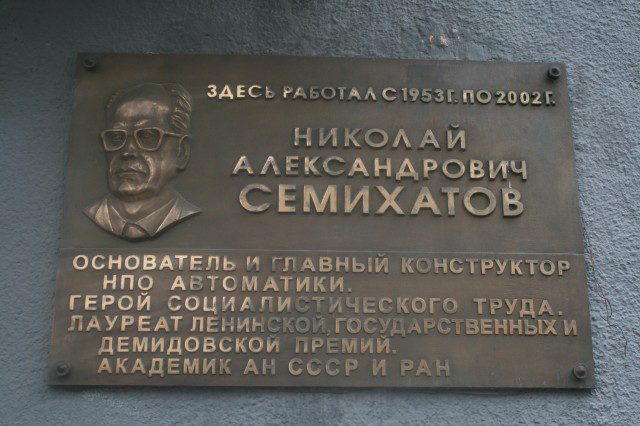 ЗДЕСЬ РАБОТАЛ С 1953Г. ПО 2002Г.
НИКОЛАЙ
АЛЕКСАНДРОВИЧ
СЕМИХАТОВ
ОСНОВАТЕЛЬ И ГЛАВНЫЙ КОНСТРУКТОР
НПО АВТОМАТИКИ.
ГЕРОЙ СОЦИАЛИСТИЧЕСКОГО ТРУДА.
ЛАУРЕАТ ЛЕНИНСКОЙ, ГОСУДАРСТВЕННЫХ И
ДЕМИДОВСКОЙ ПРЕМИЙ.
АКАДЕМИК АН СССР И РАН